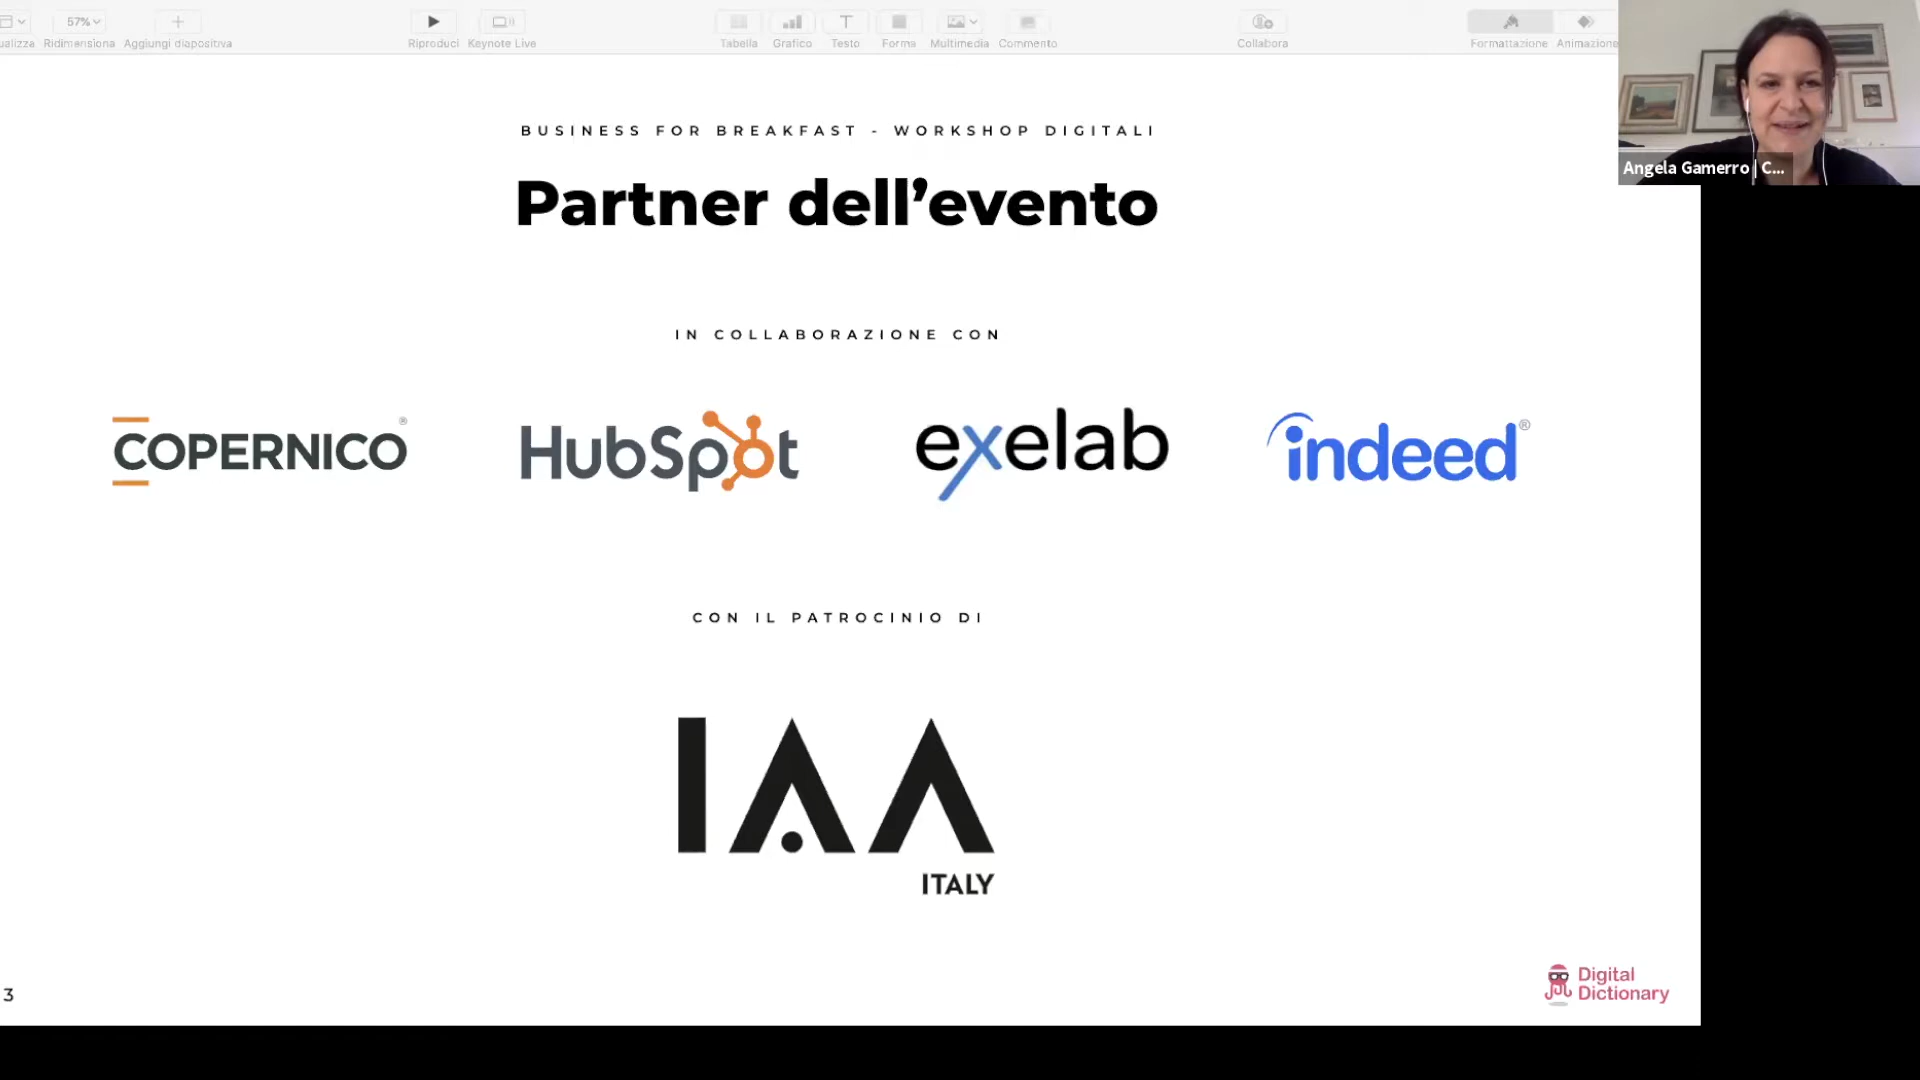 57%
ualizza Ridimensiona Aggiungi diapositiva Riproduci Keynote Live Tabella Grafico Testo Forma Multimedia Commento Collabora Formattazione Animazione
Angela Gamerro | C...
BUSINESS FOR BREAKFAST - WORKSHOP DIGITALI
Partner dell’evento
IN COLLABORAZIONE CON
COPERNICO® HubSpot exelab indeed®
CON IL PATROCINIO DI
IAA
ITALY
3
Digital
Dictionary